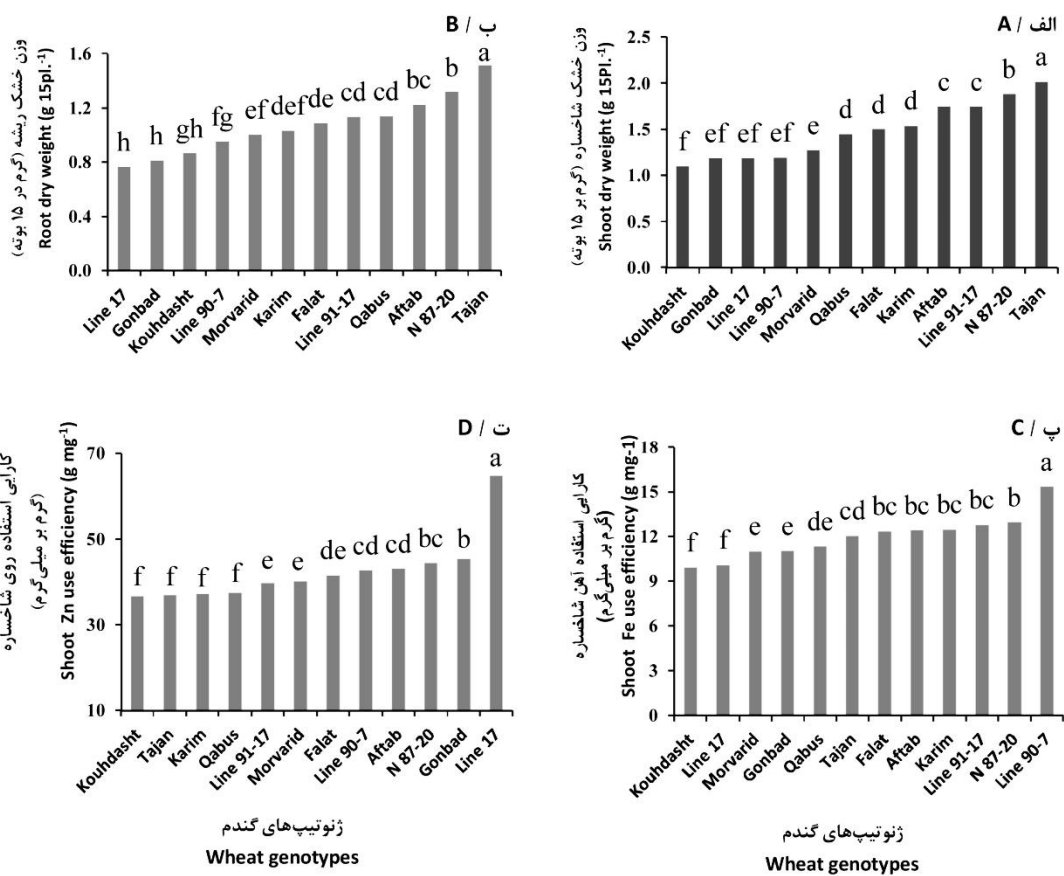 الف / A
وزن خشک شاخساره (گرم بر ۱۵ بوته)
Shoot dry weight (g 15Pl.-1)
2.5
2.0
1.5
1.0
0.5
0.0
f ef ef ef e d d d c c b a
Kouhdasht
Gonbad
Line 17
Line 90-7
Morvarid
Qabus
Falat
Karim
Aftab
Line 91-17
N 87-20
Tajan
ب / B
وزن خشک ریشه (گرم در ۱۵ بوته)
Root dry weight (g 15pl.-1)
1.6
1.2
0.8
0.4
0.0
h h gh fg ef def de cd cd bc b a
Line 17
Gonbad
Kouhdasht
Line 90-7
Morvarid
Karim
Falat
Line 91-17
Qabus
Aftab
N 87-20
Tajan
پ / C
کارایی استفاده آهن شاخساره
(گرم بر میلی‌گرم)
Shoot Fe use efficiency (g mg-1)
18
15
12
9
6
3
0
f f e e de cd bc bc bc bc b a
Kouhdasht
Line 17
Morvarid
Gonbad
Qabus
Tajan
Falat
Aftab
Karim
Line 91-17
N 87-20
Line 90-7
ژنوتیپ‌های گندم
Wheat genotypes
ت / D
کارایی استفاده روی شاخساره
(گرم بر میلی‌گرم)
Shoot Zn use efficiency (g mg-1)
70
50
30
10
f f f f e e de cd cd bc b a
Kouhdasht
Tajan
Karim
Qabus
Line 91-17
Morvarid
Falat
Line 90-7
Aftab
N 87-20
Gonbad
Line 17
ژنوتیپ‌های گندم
Wheat genotypes